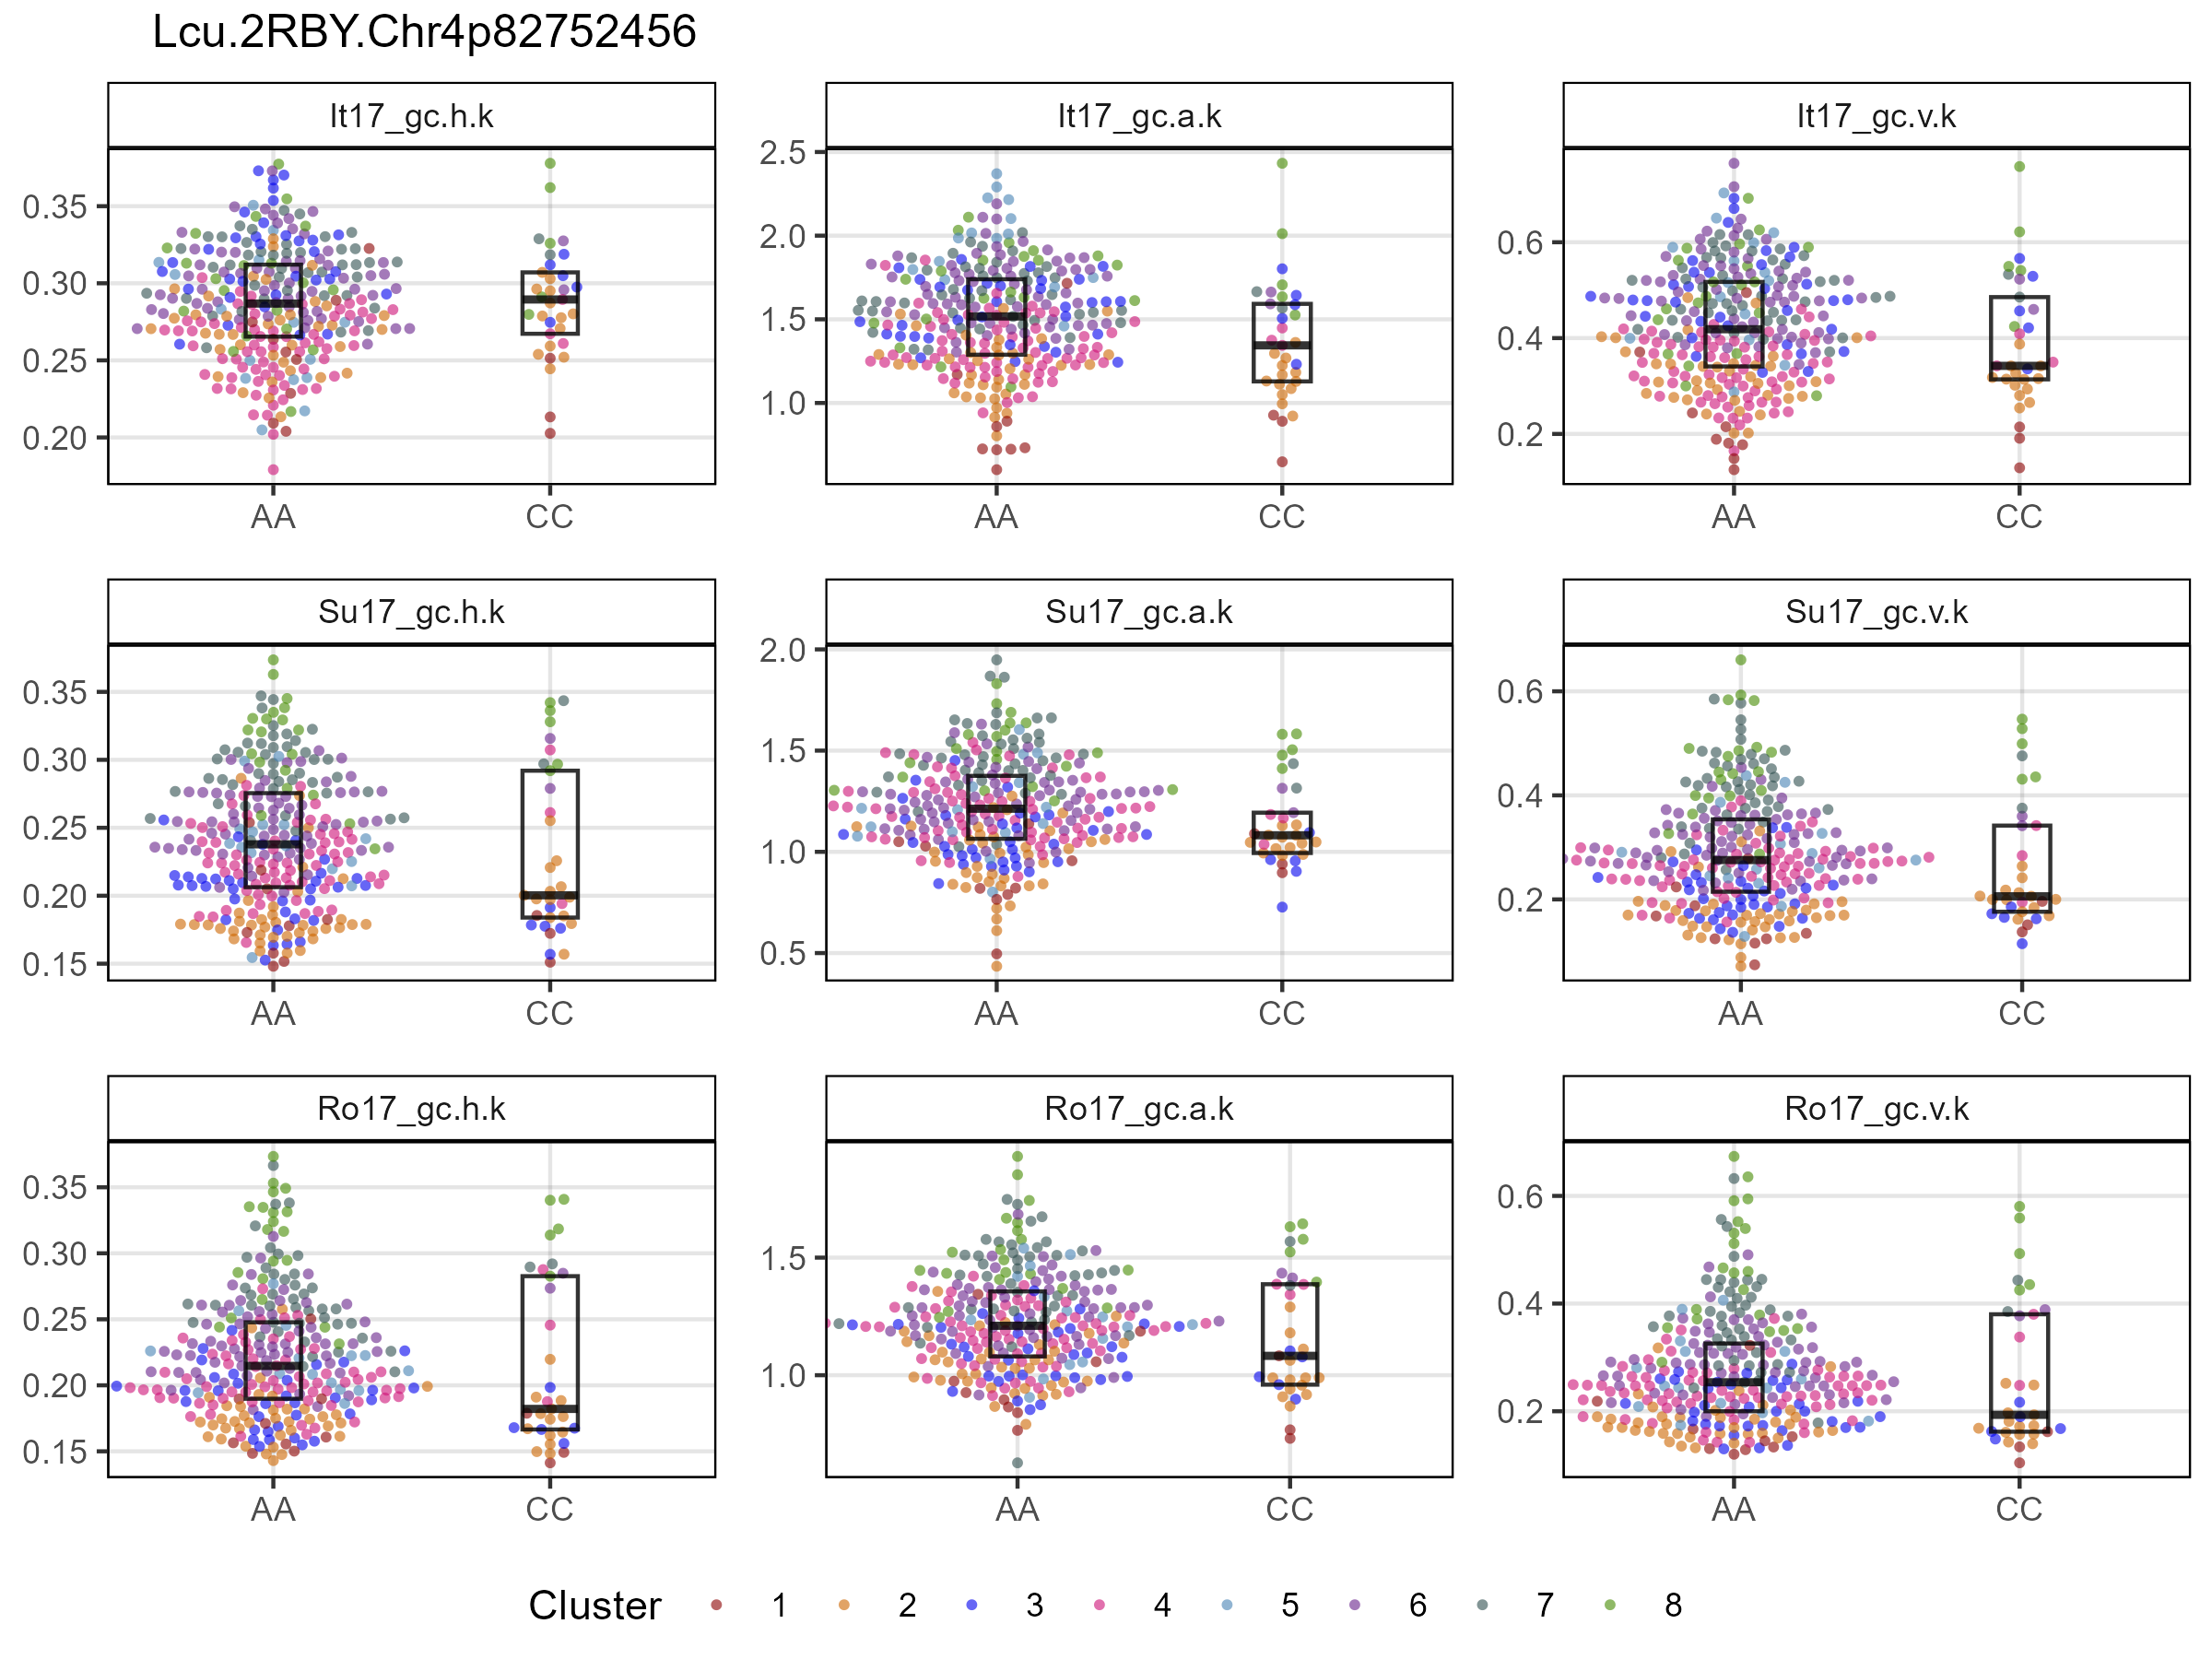 Lcu.2RBY.Chr4p82752456
It17_gc.h.k
It17_gc.a.k
It17_gc.v.k
0.35
0.30
0.25
0.20
2.5
2.0
1.5
1.0
0.6
0.4
0.2
AA
CC
AA
CC
AA
CC
Su17_gc.h.k
Su17_gc.a.k
Su17_gc.v.k
0.35
0.30
0.25
0.20
0.15
2.0
1.5
1.0
0.5
0.6
0.4
0.2
AA
CC
AA
CC
AA
CC
Ro17_gc.h.k
Ro17_gc.a.k
Ro17_gc.v.k
0.35
0.30
0.25
0.20
0.15
1.5
1.0
0.6
0.4
0.2
AA
CC
AA
CC
AA
CC
Cluster 1 2 3 4 5 6 7 8